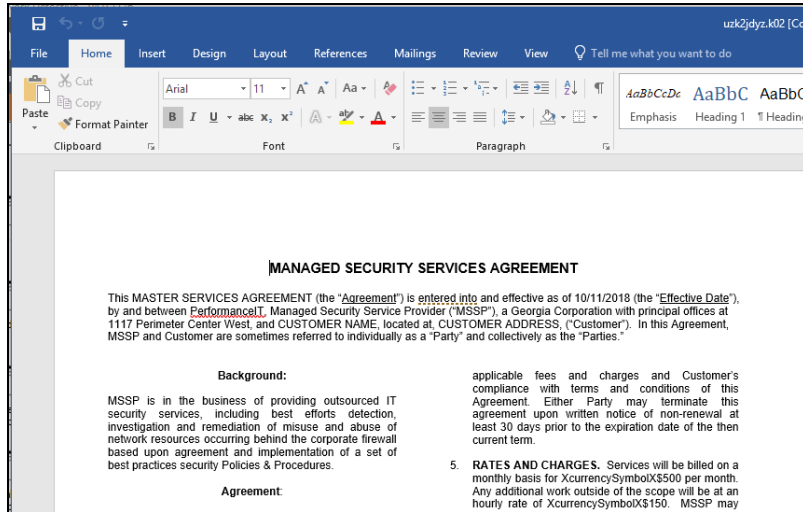 uzk2jdyz.k02 [Co
File Home Insert Design Layout References Mailings Review View Tell me what you want to do
Paste
Cut
Copy
Format Painter
Arial 11
Aa
B I U abc X₂ X²
AaBbCcDc AaBbC AaBbC
Emphasis Heading 1 ¶ Heading
Clipboard Font Paragraph
MANAGED SECURITY SERVICES AGREEMENT
This MASTER SERVICES AGREEMENT (the “Agreement”) is entered into and effective as of 10/11/2018 (the “Effective Date”),
by and between PerformanceIT, Managed Security Service Provider (“MSSP”), a Georgia Corporation with principal offices at
1117 Perimeter Center West, and CUSTOMER NAME, located at, CUSTOMER ADDRESS, (“Customer”). In this Agreement,
MSSP and Customer are sometimes referred to individually as a “Party” and collectively as the “Parties.”
Background:
MSSP is in the business of providing outsourced IT
security services, including best efforts detection,
investigation and remediation of misuse and abuse of
network resources occurring behind the corporate firewall
based upon agreement and implementation of a set of
best practices security Policies & Procedures.
Agreement:
applicable fees and charges and Customer’s
compliance with terms and conditions of this
Agreement. Either Party may terminate this
agreement upon written notice of non-renewal at
least 30 days prior to the expiration date of the then
current term.
5. RATES AND CHARGES. Services will be billed on a
monthly basis for XcurrencySymbolX$500 per month.
Any additional work outside of the scope will be at an
hourly rate of XcurrencySymbolX$150. MSSP may